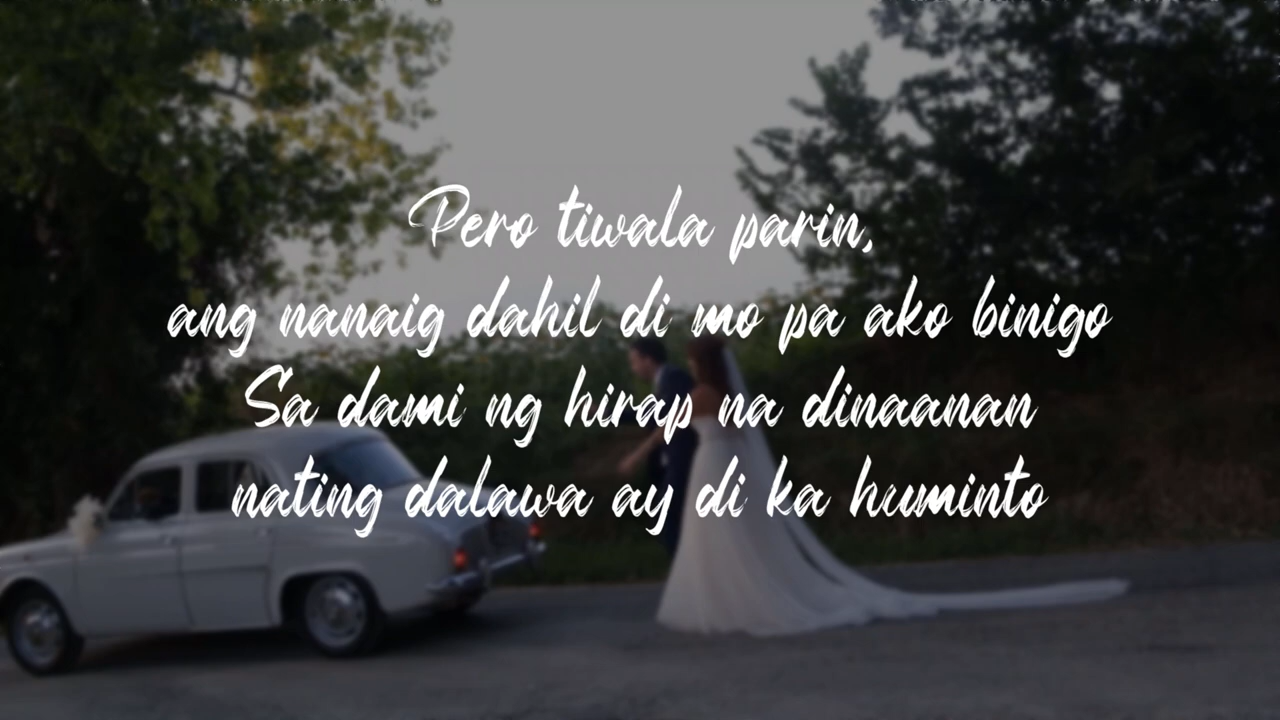 Pero tiwala parin,
ang nanaig dahil di mo pa ako binigo
Sa dami ng hirap na dinaanan
nating dalawa ay di ka huminto